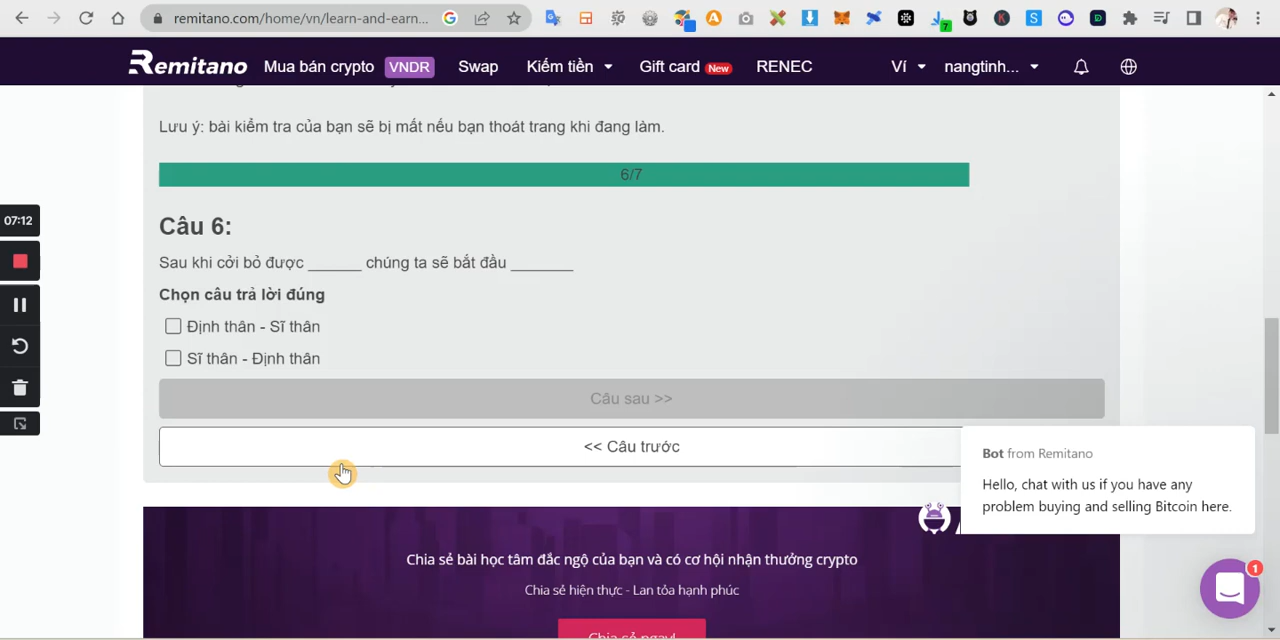 remitano.com/home/vn/learn-and-earn...
7
Remitano Mua bán crypto VNDR Swap Kiếm tiền Gift card New RENEC Ví nangtinh...
Lưu ý: bài kiểm tra của bạn sẽ bị mất nếu bạn thoát trang khi đang làm.
6/7
07:12
Câu 6:
Sau khi cởi bỏ được ______ chúng ta sẽ bắt đầu _______
Chọn câu trả lời đúng
Định thân - Sĩ thân
Sĩ thân - Định thân
Câu sau >>
<< Câu trước
Bot from Remitano
Hello, chat with us if you have any
problem buying and selling Bitcoin here.
Chia sẻ bài học tâm đắc ngộ của bạn và có cơ hội nhận thưởng crypto
Chia sẻ hiện thực - Lan tỏa hạnh phúc
1
Chia sẻ ngay!